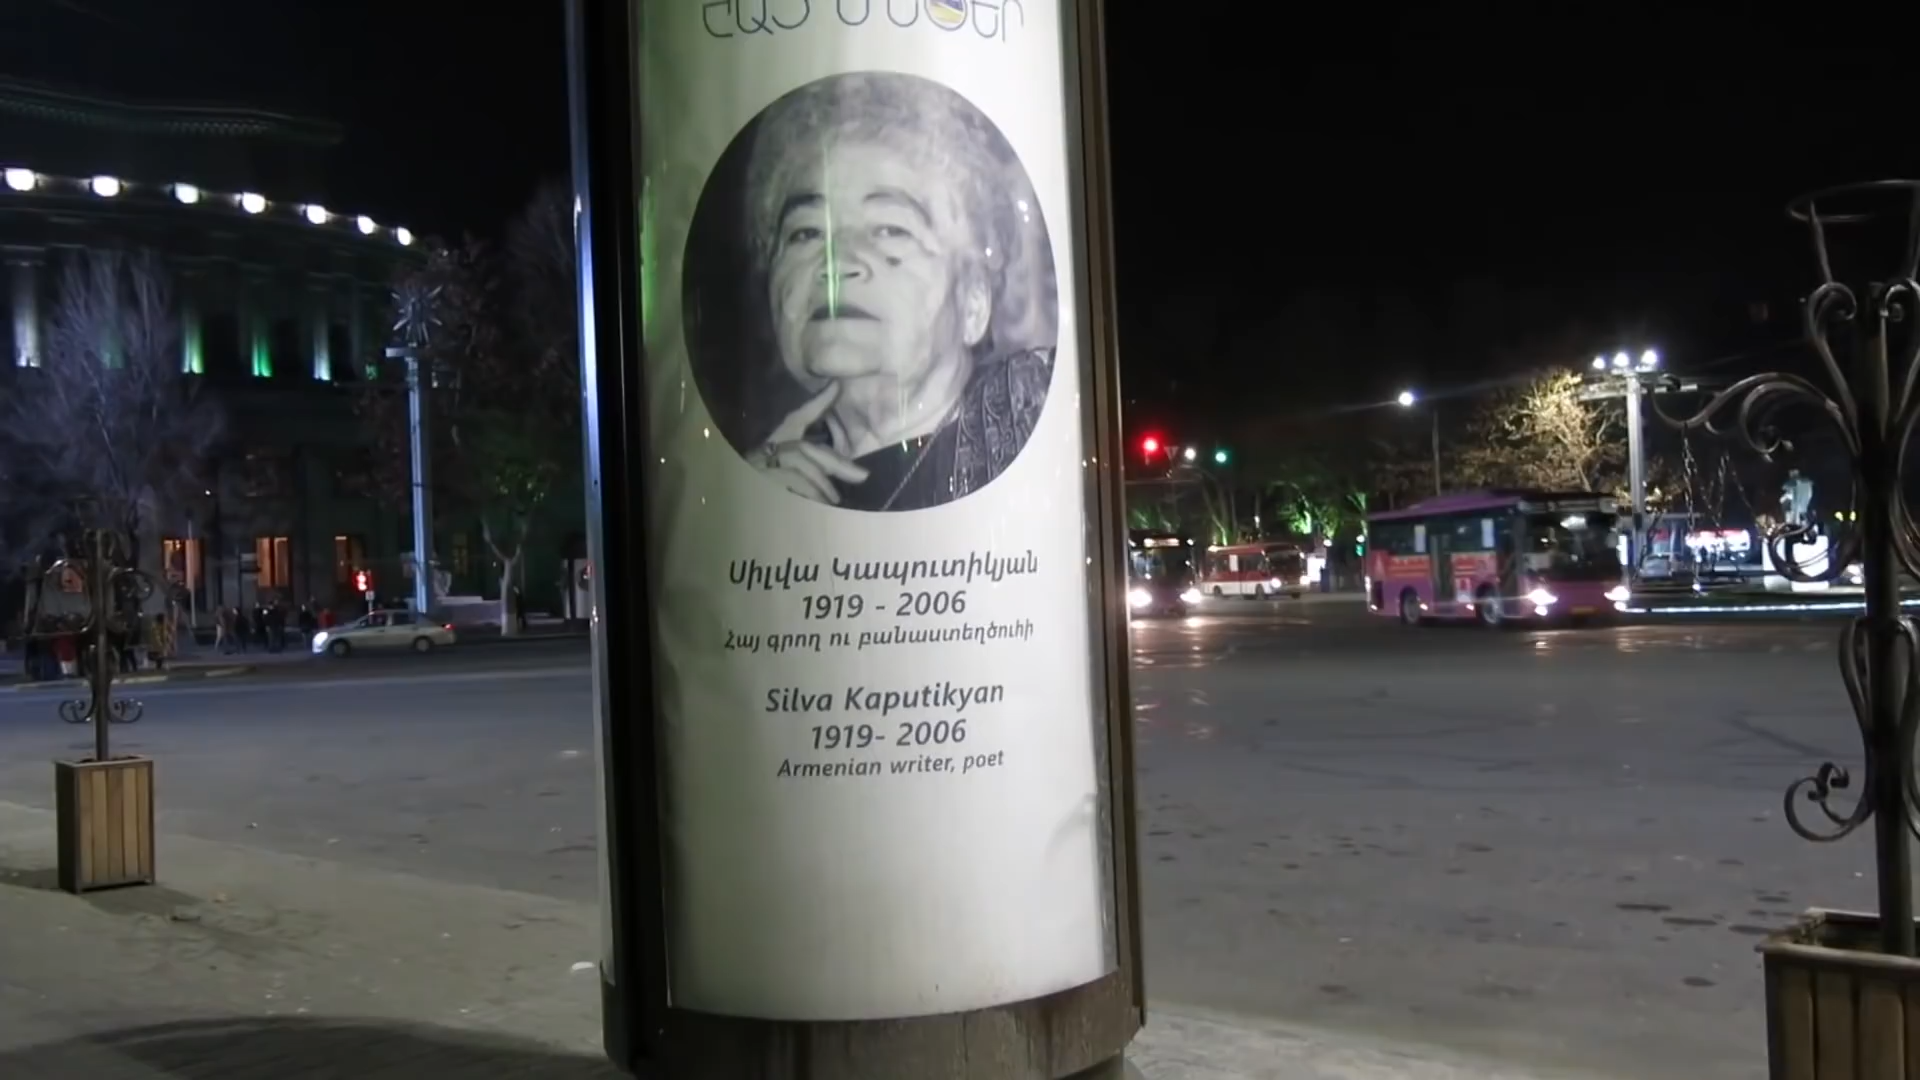 Սիլվա Կապուտիկյան
1919 - 2006
Հայ գրող ու բանաստեղծուհի
Silva Kaputikyan
1919- 2006
Armenian writer, poet